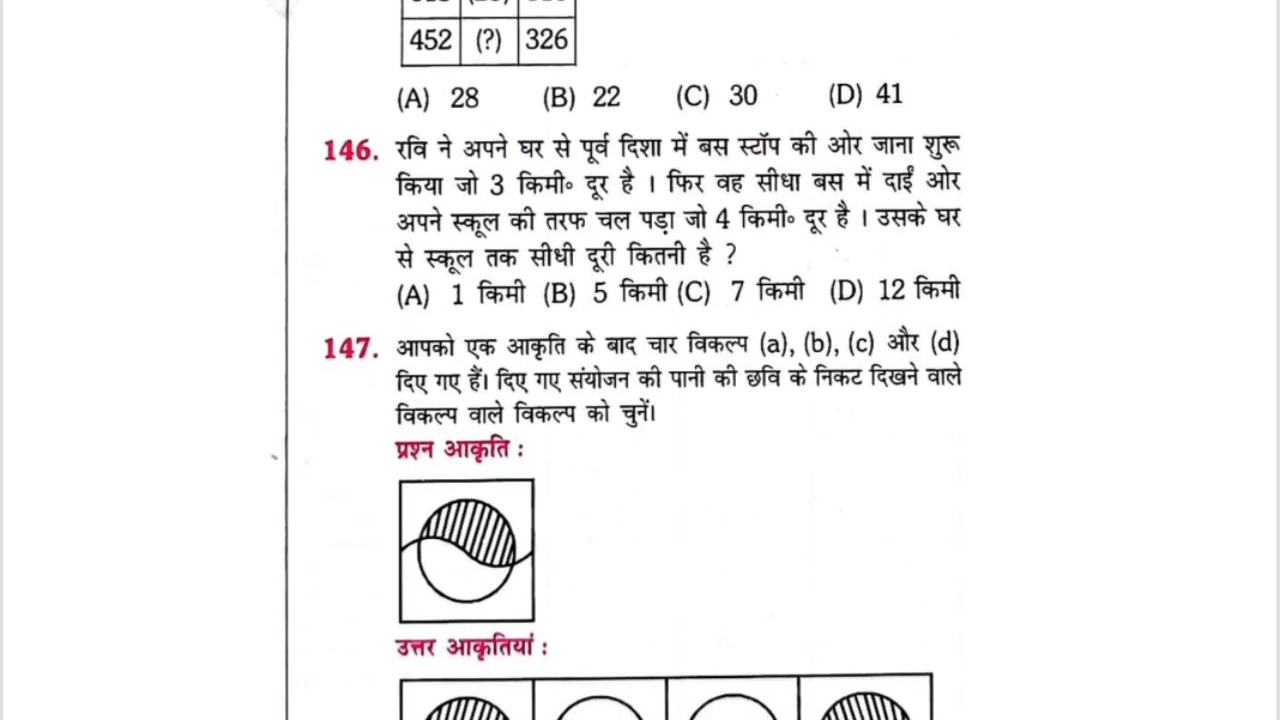 452 (?) 326
(A) 28 (B) 22 (C) 30 (D) 41
146. रवि ने अपने घर से पूर्व दिशा में बस स्टॉप की ओर जाना शुरू
किया जो 3 किमी॰ दूर है । फिर वह सीधा बस में दाईं ओर
अपने स्कूल की तरफ चल पड़ा जो 4 किमी॰ दूर है । उसके घर
से स्कूल तक सीधी दूरी कितनी है ?
(A) 1 किमी (B) 5 किमी (C) 7 किमी (D) 12 किमी
147. आपको एक आकृति के बाद चार विकल्प (a), (b), (c) और (d)
दिए गए हैं। दिए गए संयोजन की पानी की छवि के निकट दिखने वाले
विकल्प वाले विकल्प को चुनें।
प्रश्न आकृति :
उत्तर आकृतियां :